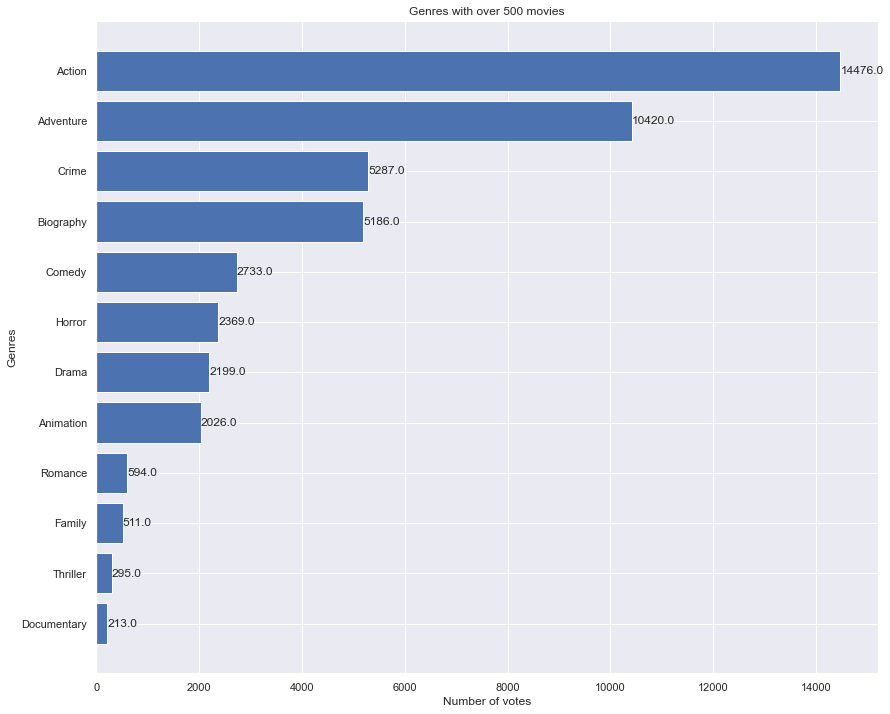 Genres with over 500 movies
Genres
Action 14476.0
Adventure 10420.0
Crime 5287.0
Biography 5186.0
Comedy 2733.0
Horror 2369.0
Drama 2199.0
Animation 2026.0
Romance 594.0
Family 511.0
Thriller 295.0
Documentary 213.0
0 2000 4000 6000 8000 10000 12000 14000
Number of votes